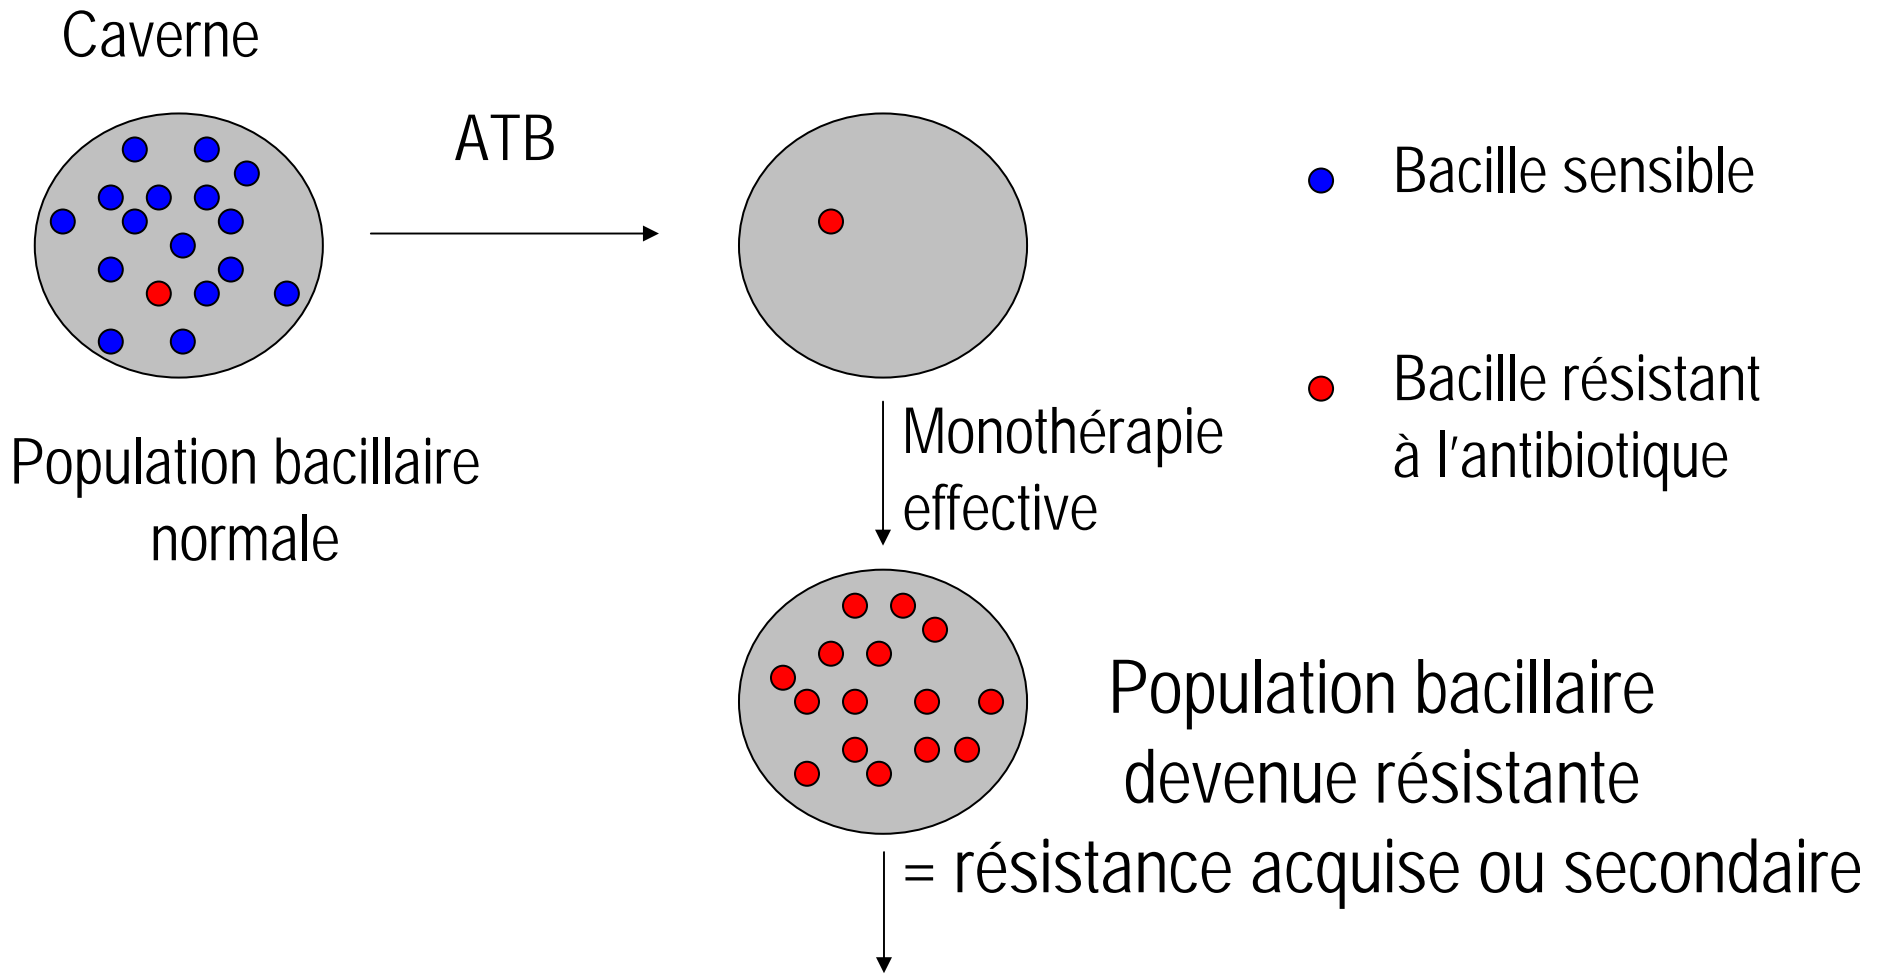 Caverne
ATB
Population bacillaire
normale
Bacille sensible
Bacille résistant
à l'antibiotique
Monothérapie
effective
Population bacillaire
devenue résistante
= résistance acquise ou secondaire